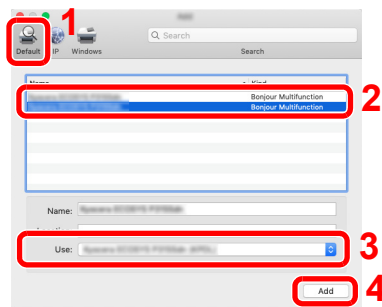 1
Search
Default IP Windows
Search
Name Kind
Bonjour Multifunction
Bonjour Multifunction
2
Name:
Use:
3
Add
4